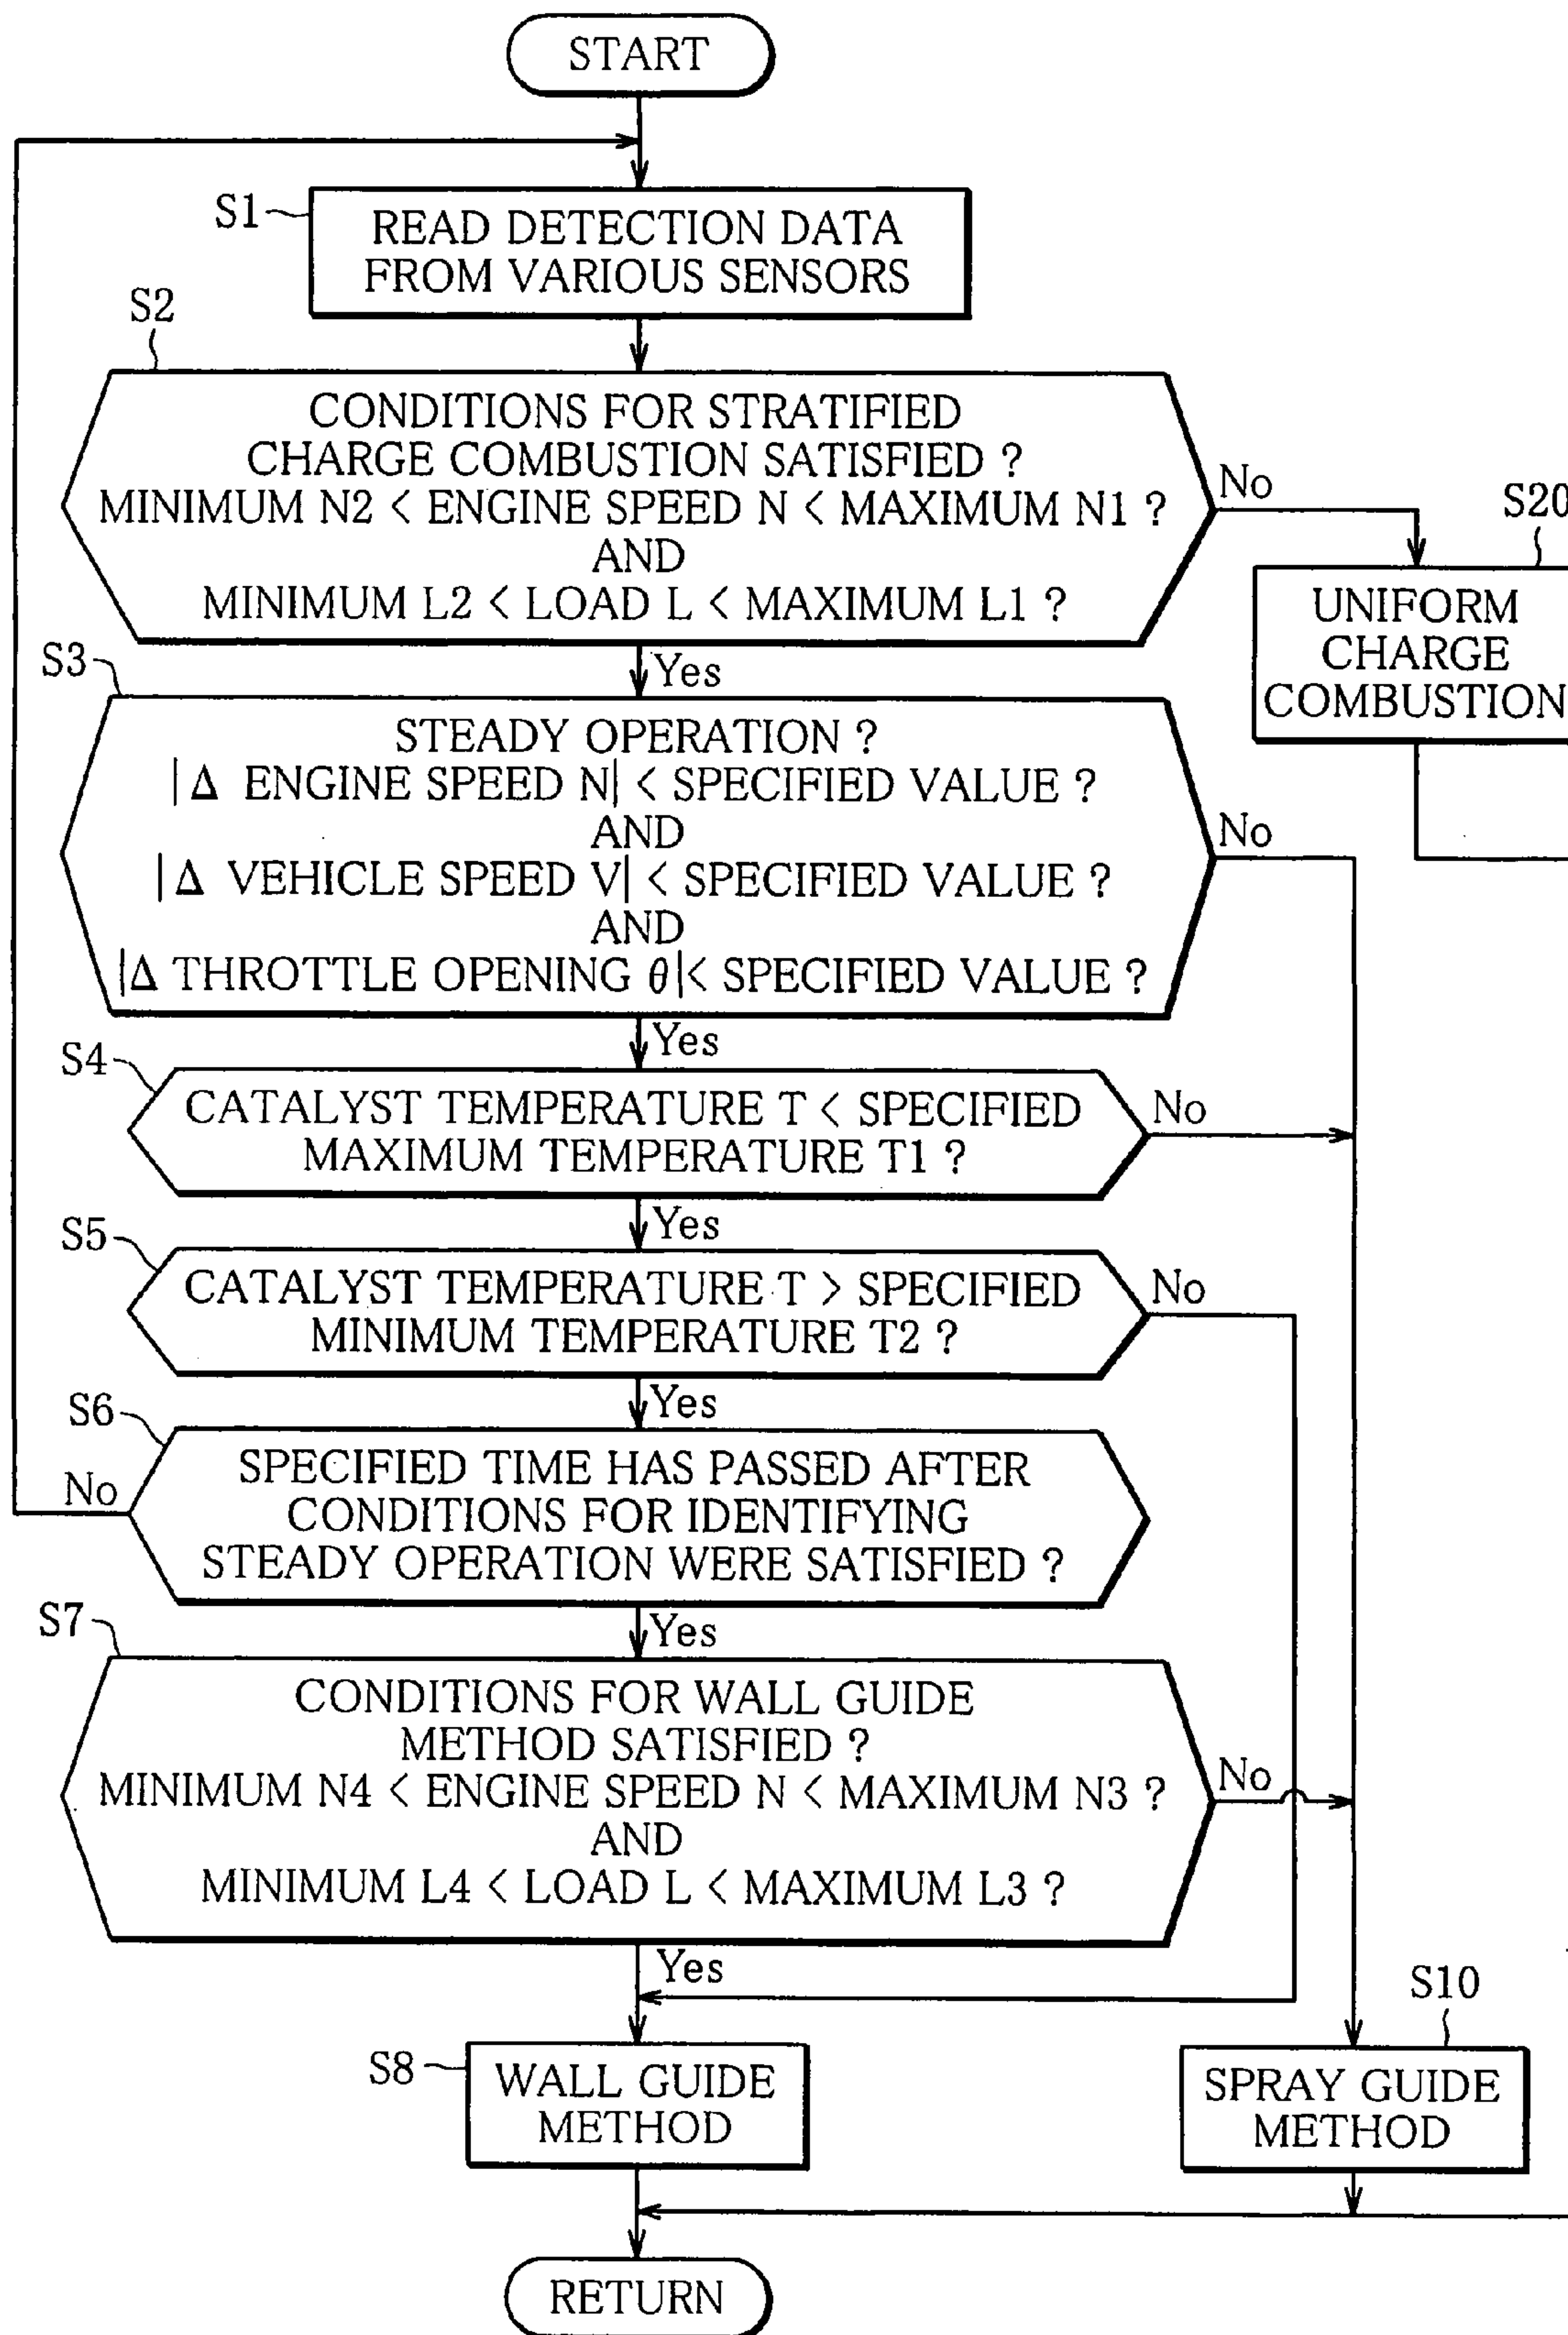 START
S1
READ DETECTION DATA
FROM VARIOUS SENSORS
S2
CONDITIONS FOR STRATIFIED
CHARGE COMBUSTION SATISFIED ?
MINIMUM N2 < ENGINE SPEED N < MAXIMUM N1 ?
AND
MINIMUM L2 < LOAD L < MAXIMUM L1 ?
No
S20
UNIFORM
CHARGE
COMBUSTION
Yes
S3
STEADY OPERATION ?
|Δ ENGINE SPEED N| < SPECIFIED VALUE ?
AND
|Δ VEHICLE SPEED V| < SPECIFIED VALUE ?
AND
|Δ THROTTLE OPENING θ|< SPECIFIED VALUE ?
No
Yes
S4
CATALYST TEMPERATURE T < SPECIFIED
MAXIMUM TEMPERATURE T1 ?
No
Yes
S5
CATALYST TEMPERATURE T > SPECIFIED
MINIMUM TEMPERATURE T2 ?
No
Yes
S6
SPECIFIED TIME HAS PASSED AFTER
CONDITIONS FOR IDENTIFYING
STEADY OPERATION WERE SATISFIED ?
No
Yes
S7
CONDITIONS FOR WALL GUIDE
METHOD SATISFIED ?
MINIMUM N4 < ENGINE SPEED N < MAXIMUM N3 ?
AND
MINIMUM L4 < LOAD L < MAXIMUM L3 ?
No
Yes
S8
WALL GUIDE
METHOD
S10
SPRAY GUIDE
METHOD
RETURN